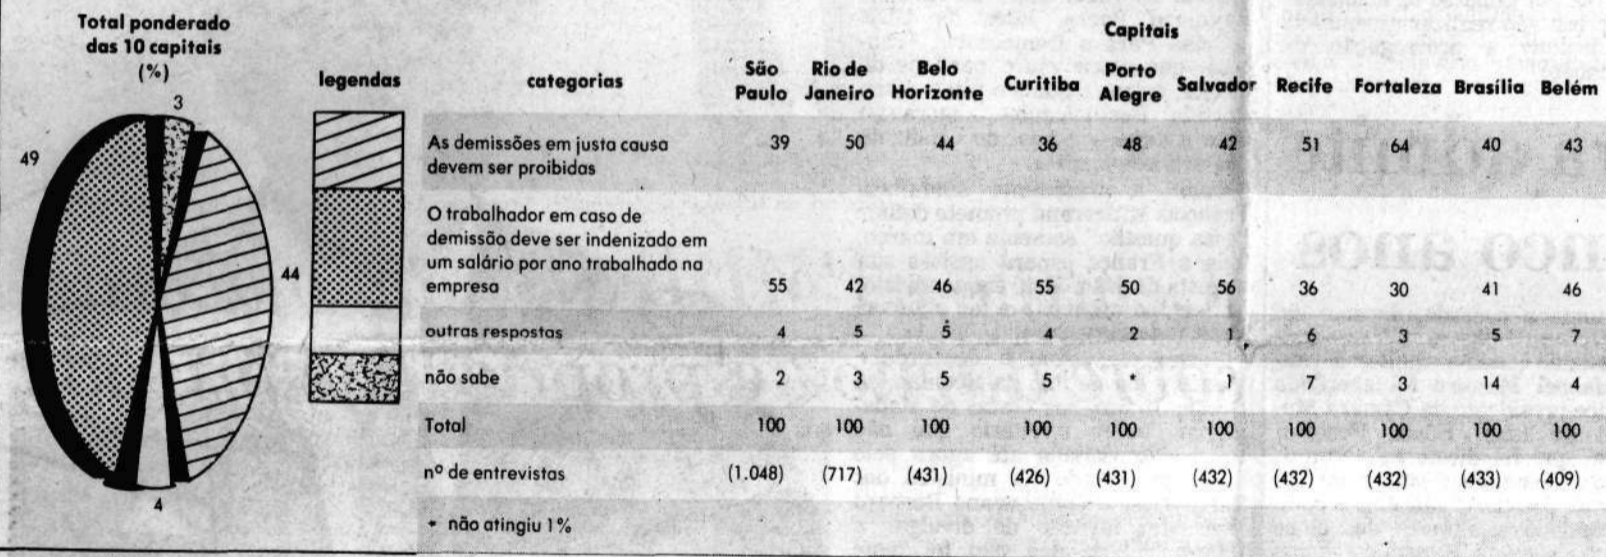 Total ponderado
das 10 capitais
(%)
3
49
44
4
legendas
categorias
Capitais
São Paulo Rio de Janeiro Belo Horizonte Curitiba Porto Alegre Salvador Recife Fortaleza Brasília Belém
As demissões em justa causa
devem ser proibidas 39 50 44 36 48 42 51 64 40 43
O trabalhador em caso de
demissão deve ser indenizado em
um salário por ano trabalhado na
empresa 55 42 46 55 50 56 36 30 41 46
outras respostas 4 5 5 4 2 1 6 3 5 7
não sabe 2 3 5 5 * 1 7 3 14 4
Total 100 100 100 100 100 100 100 100 100 100
nº de entrevistas (1.048) (717) (431) (426) (431) (432) (432) (432) (433) (409)
* não atingiu 1%